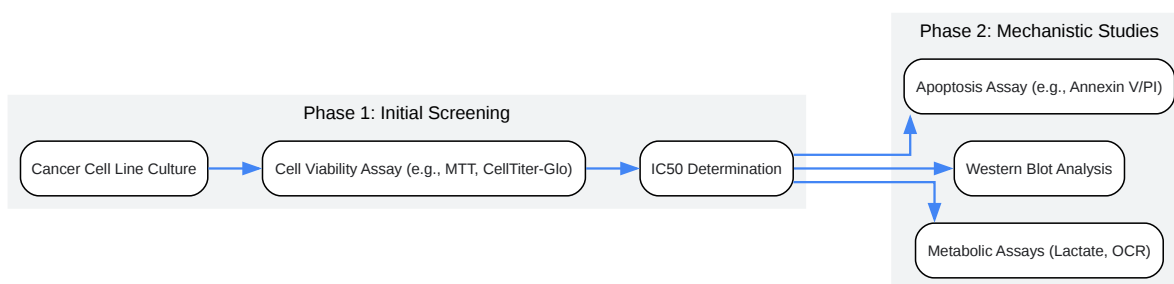 Phase 1: Initial Screening
Cancer Cell Line Culture
Cell Viability Assay (e.g., MTT, CellTiter-Glo)
IC50 Determination
Phase 2: Mechanistic Studies
Apoptosis Assay (e.g., Annexin V/PI)
Western Blot Analysis
Metabolic Assays (Lactate, OCR)